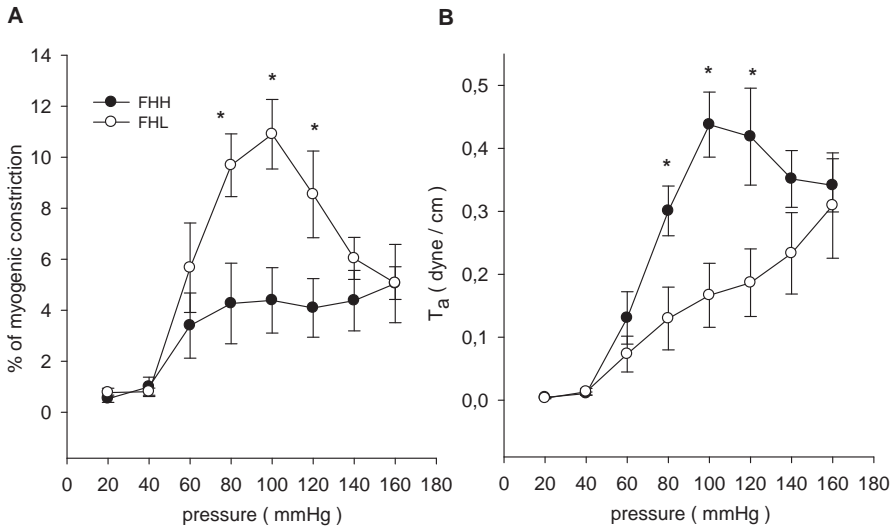 A
B
14
12
10
8
6
4
2
0
% of myogenic constriction
FHH
FHL
*
*
*
0 20 40 60 80 100 120 140 160 180
pressure ( mmHg )
0,5
0,4
0,3
0,2
0,1
0,0
Ta ( dyne / cm )
*
*
*
0 20 40 60 80 100 120 140 160 180
pressure ( mmHg )